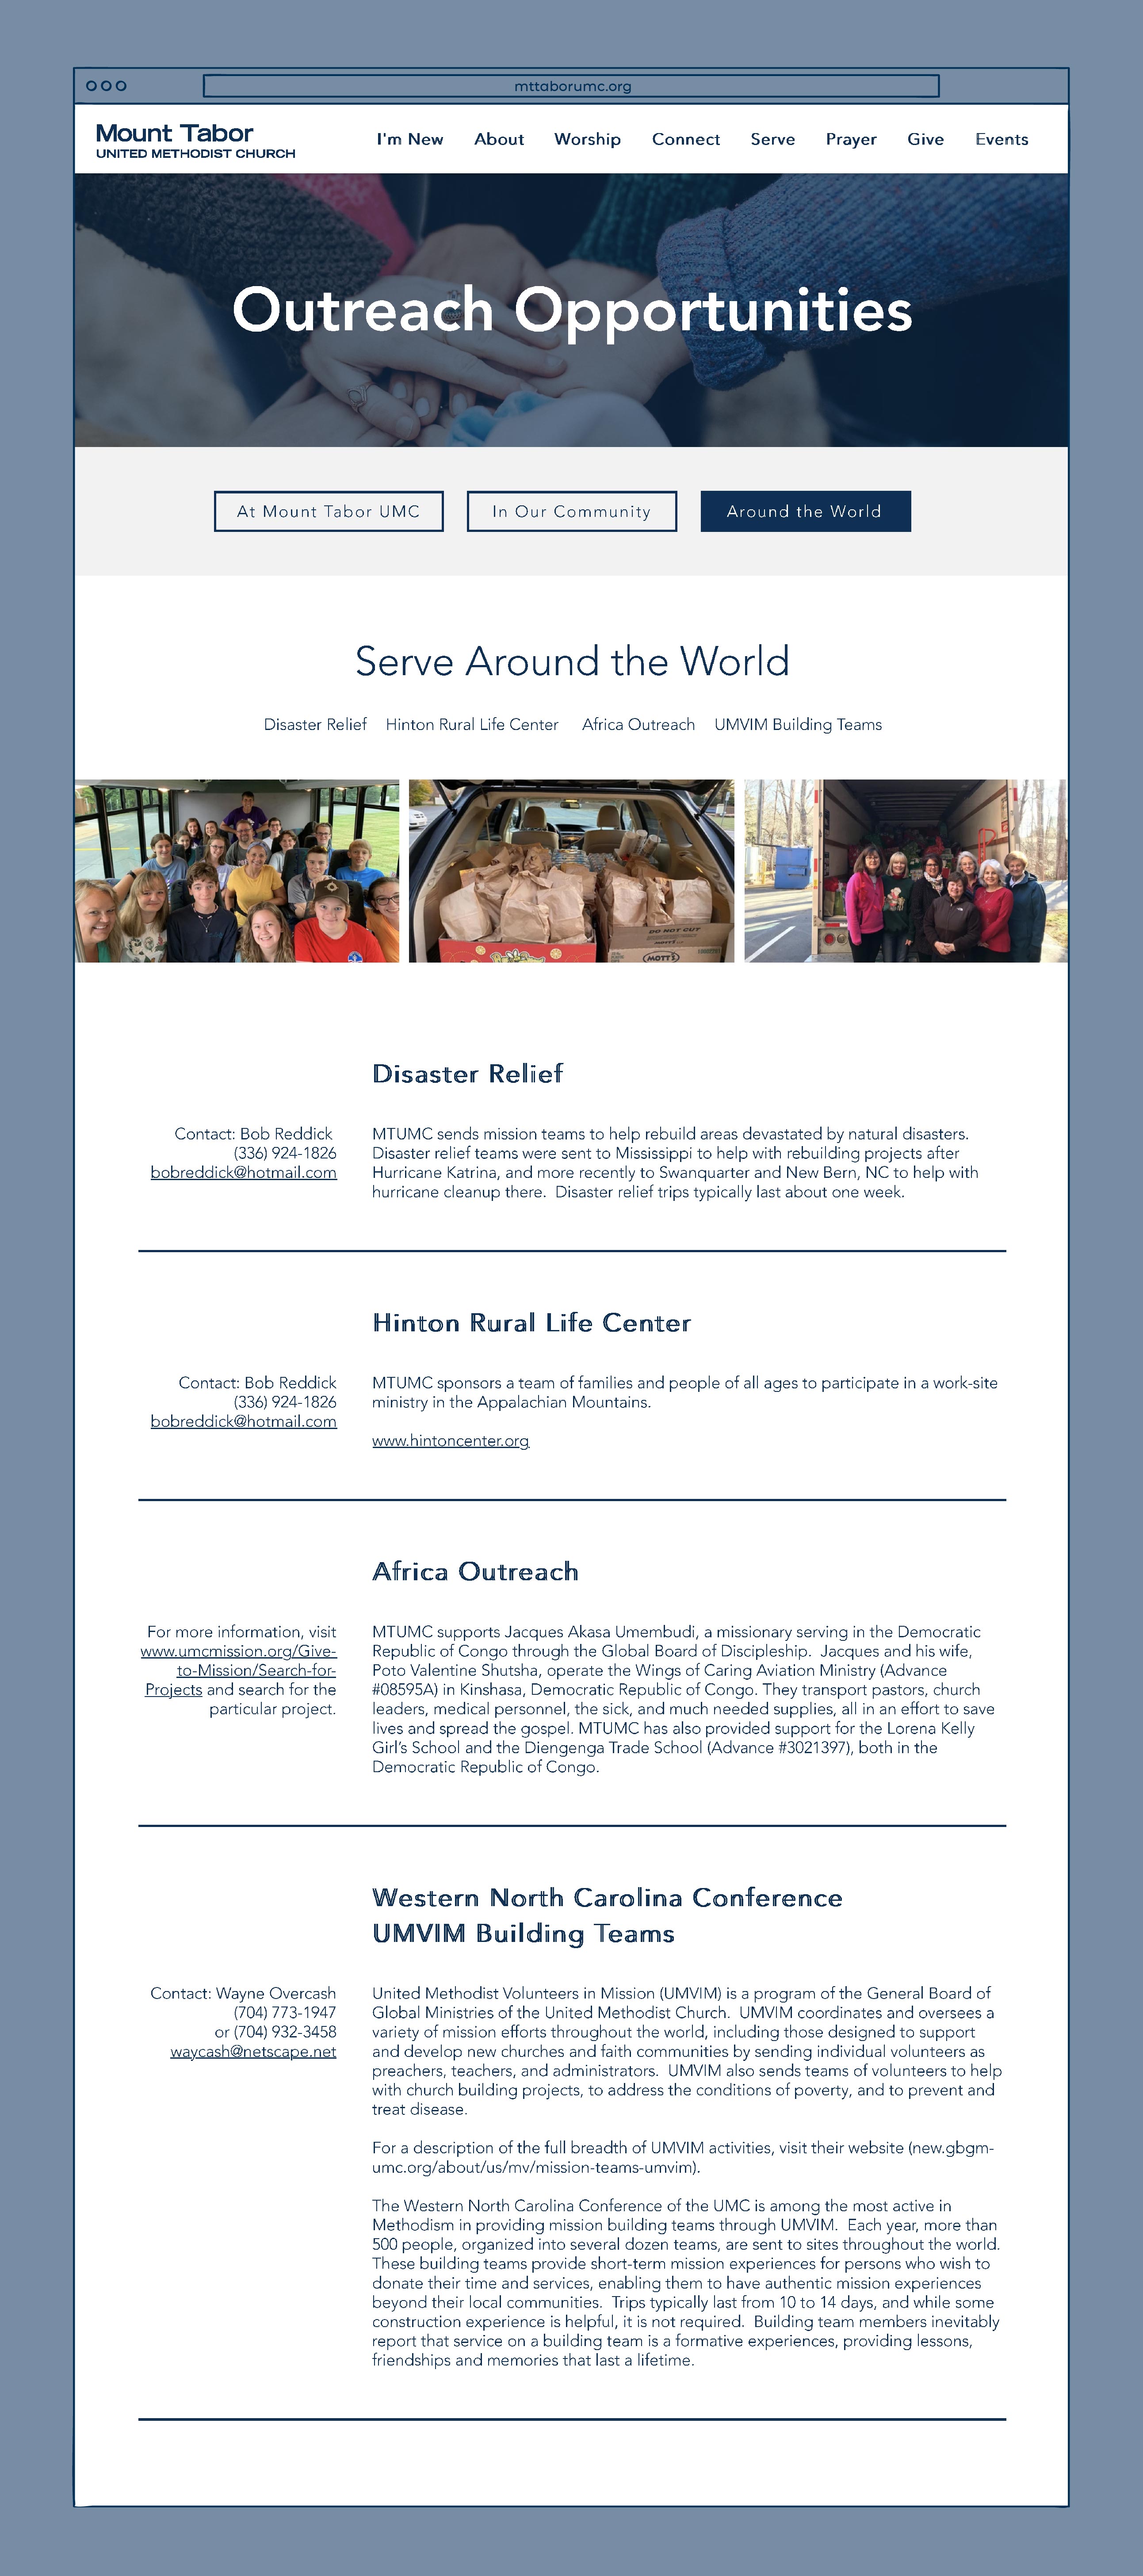 mttaborumc.org
Mount Tabor
UNITED METHODIST CHURCH
I'm New About Worship Connect Serve Prayer Give Events
Outreach Opportunities
At Mount Tabor UMC In Our Community Around the World
Serve Around the World
Disaster Relief Hinton Rural Life Center Africa Outreach UMVIM Building Teams
DO NOT CUT
MOTT'S
Disaster Relief
Contact: Bob Reddick
(336) 924-1826
bobreddick@hotmail.com
MTUMC sends mission teams to help rebuild areas devastated by natural disasters.
Disaster relief teams were sent to Mississippi to help with rebuilding projects after
Hurricane Katrina, and more recently to Swanquarter and New Bern, NC to help with
hurricane cleanup there.  Disaster relief trips typically last about one week.
Hinton Rural Life Center
Contact: Bob Reddick
(336) 924-1826
bobreddick@hotmail.com
MTUMC sponsors a team of families and people of all ages to participate in a work-site
ministry in the Appalachian Mountains.
www.hintoncenter.org
Africa Outreach
For more information, visit
www.umcmission.org/Give-
to-Mission/Search-for-
Projects and search for the
particular project.
MTUMC supports Jacques Akasa Umembudi, a missionary serving in the Democratic
Republic of Congo through the Global Board of Discipleship.  Jacques and his wife,
Poto Valentine Shutsha, operate the Wings of Caring Aviation Ministry (Advance
#08595A) in Kinshasa, Democratic Republic of Congo. They transport pastors, church
leaders, medical personnel, the sick, and much needed supplies, all in an effort to save
lives and spread the gospel. MTUMC has also provided support for the Lorena Kelly
Girl's School and the Diengenga Trade School (Advance #3021397), both in the
Democratic Republic of Congo.
Western North Carolina Conference
UMVIM Building Teams
Contact: Wayne Overcash
(704) 773-1947
or (704) 932-3458
waycash@netscape.net
United Methodist Volunteers in Mission (UMVIM) is a program of the General Board of
Global Ministries of the United Methodist Church.  UMVIM coordinates and oversees a
variety of mission efforts throughout the world, including those designed to support
and develop new churches and faith communities by sending individual volunteers as
preachers, teachers, and administrators.  UMVIM also sends teams of volunteers to help
with church building projects, to address the conditions of poverty, and to prevent and
treat disease.
For a description of the full breadth of UMVIM activities, visit their website (new.gbgm-
umc.org/about/us/mv/mission-teams-umvim).
The Western North Carolina Conference of the UMC is among the most active in
Methodism in providing mission building teams through UMVIM.  Each year, more than
500 people, organized into several dozen teams, are sent to sites throughout the world.
These building teams provide short-term mission experiences for persons who wish to
donate their time and services, enabling them to have authentic mission experiences
beyond their local communities.  Trips typically last from 10 to 14 days, and while some
construction experience is helpful, it is not required.  Building team members inevitably
report that service on a building team is a formative experiences, providing lessons,
friendships and memories that last a lifetime.